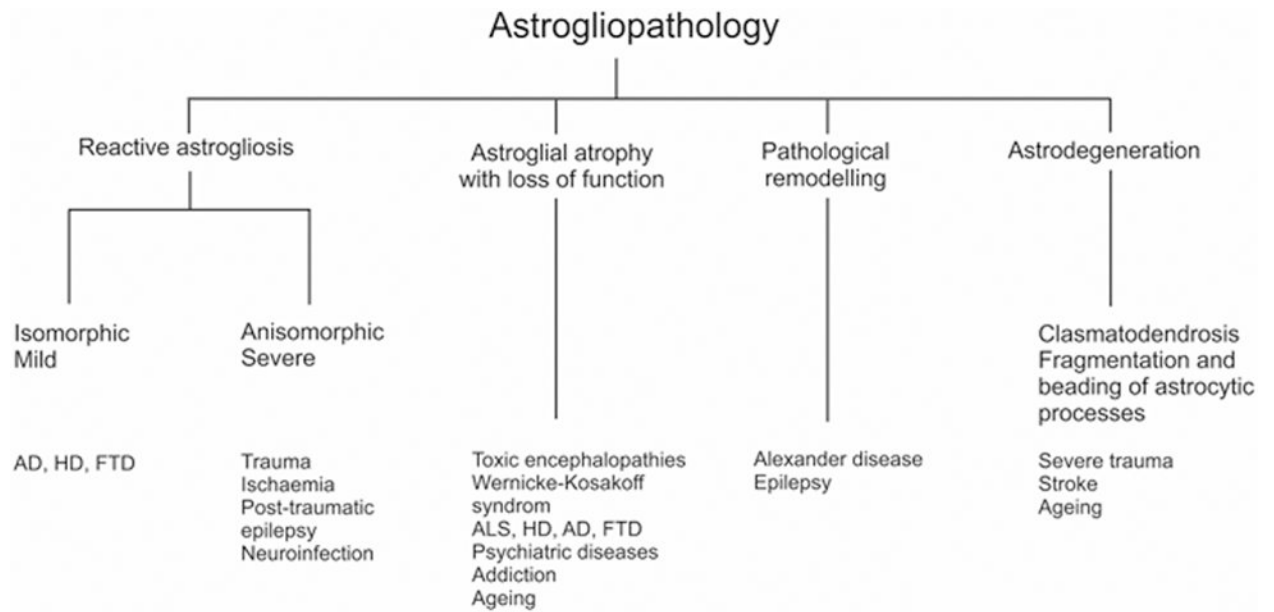 Astrogliopathology
Reactive astrogliosis
Astroglial atrophy
with loss of function
Pathological
remodelling
Astrodegeneration
Isomorphic
Mild
Anisomorphic
Severe
Clasmatodendrosis
Fragmentation and
beading of astrocytic
processes
AD, HD, FTD
Trauma
Ischaemia
Post-traumatic
epilepsy
Neuroinfection
Toxic encephalopathies
Wernicke-Kosakoff
syndrom
ALS, HD, AD, FTD
Psychiatric diseases
Addiction
Ageing
Alexander disease
Epilepsy
Severe trauma
Stroke
Ageing